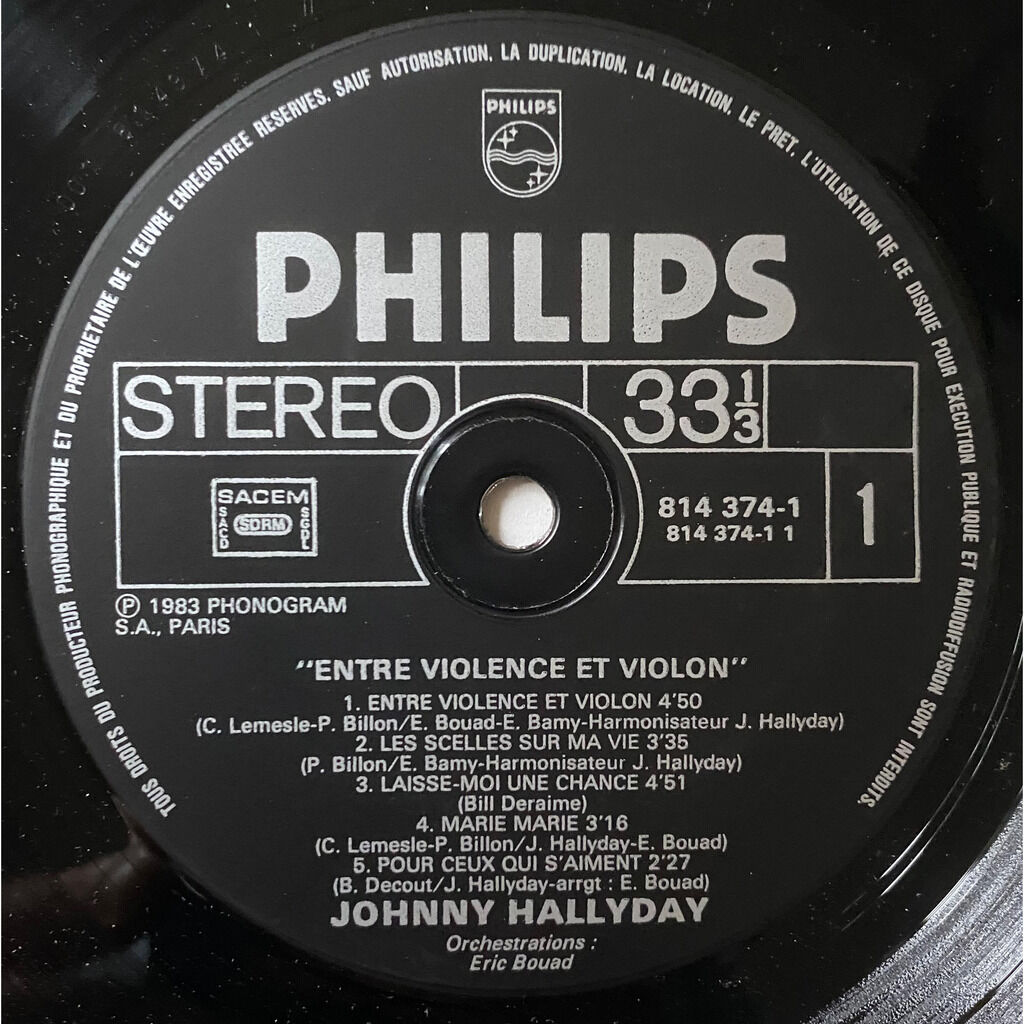 TOUS DROITS DU PRODUCTEUR PHONOGRAPHIQUE ET DU PROPRIETAIRE DE L'ŒUVRE ENREGISTREE RESERVES. SAUF AUTORISATION, LA DUPLICATION, LA LOCATION, LE PRET, L'UTILISATION DE CE DISQUE POUR EXECUTION PUBLIQUE ET RADIODIFFUSION SONT INTERDITS.
PHILIPS
PHILIPS
STEREO 33 1/3
SACEM
SACD SDRM SGDL
814 374-1
814 374-1 1
1
Ⓟ 1983 PHONOGRAM
S.A., PARIS
"ENTRE VIOLENCE ET VIOLON"
1. ENTRE VIOLENCE ET VIOLON 4'50
(C. Lemesle-P. Billon/E. Bouad-E. Bamy-Harmonisateur J. Hallyday)
2. LES SCELLES SUR MA VIE 3'35
(P. Billon/E. Bamy-Harmonisateur J. Hallyday)
3. LAISSE-MOI UNE CHANCE 4'51
(Bill Deraime)
4. MARIE MARIE 3'16
(C. Lemesle-P. Billon/J. Hallyday-E. Bouad)
5. POUR CEUX QUI S'AIMENT 2'27
(B. Decout/J. Hallyday-arrgt : E. Bouad)
JOHNNY HALLYDAY
Orchestrations :
Eric Bouad